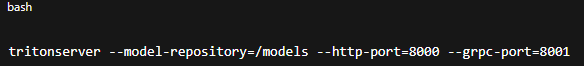 bash
tritonserver --model-repository=/models --http-port=8000 --grpc-port=8001